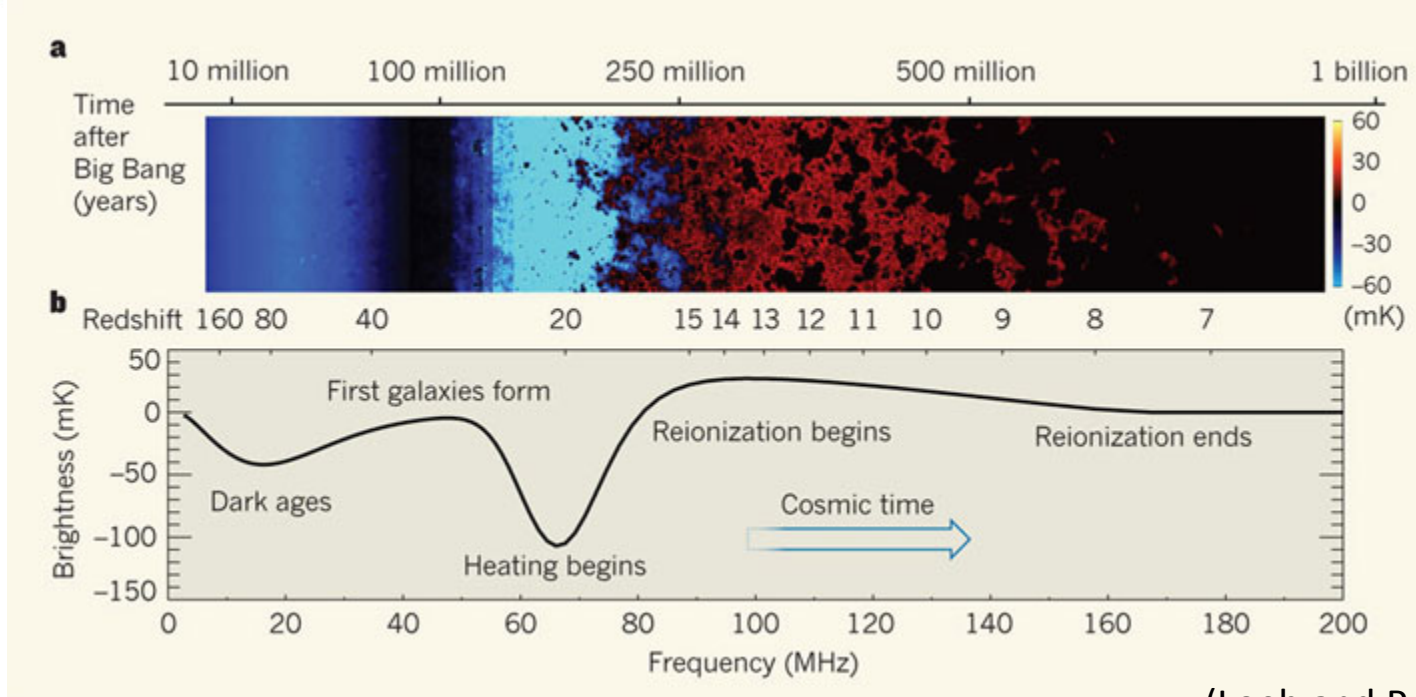 a
10 million 100 million 250 million 500 million 1 billion
Time
after
Big Bang
(years)
60
30
0
−30
−60
(mK)
b
Redshift 160 80 40 20 15 14 13 12 11 10 9 8 7
Brightness (mK)
50
0
−50
−100
−150
First galaxies form
Dark ages
Heating begins
Reionization begins
Reionization ends
Cosmic time
0 20 40 60 80 100 120 140 160 180 200
Frequency (MHz)